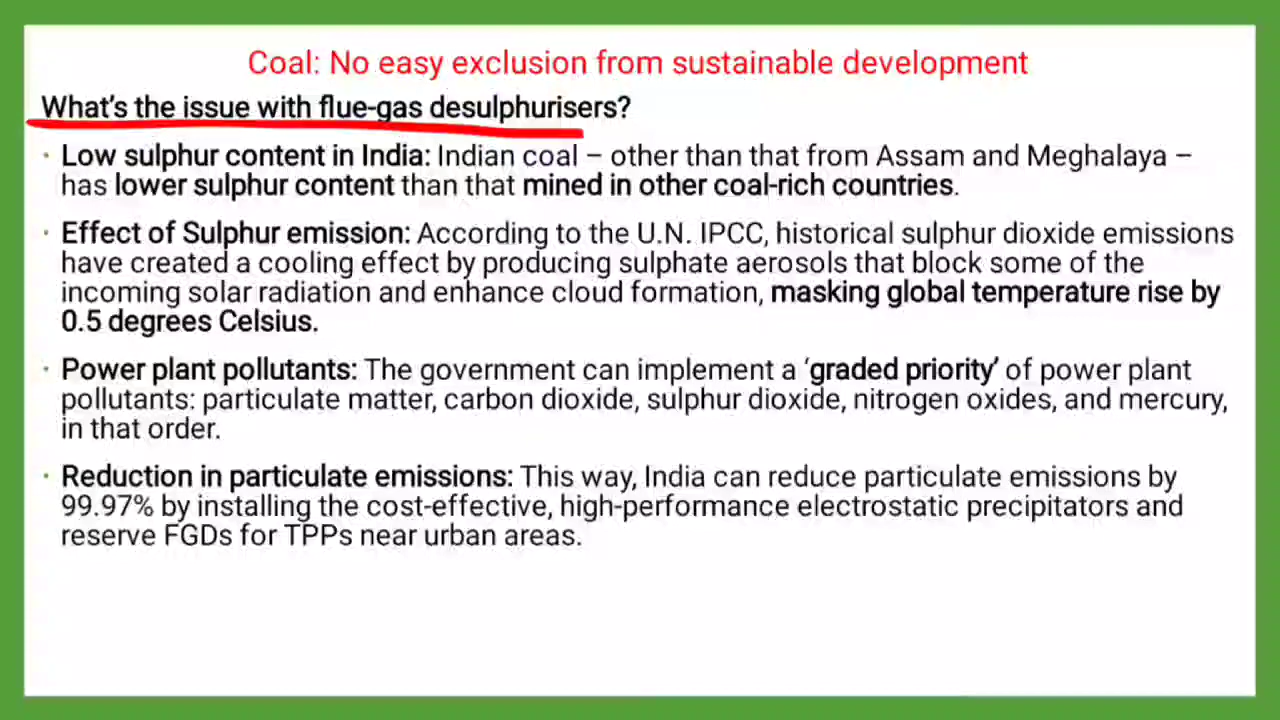 Coal: No easy exclusion from sustainable development
What's the issue with flue-gas desulphurisers?
· Low sulphur content in India: Indian coal – other than that from Assam and Meghalaya –
has lower sulphur content than that mined in other coal-rich countries.
· Effect of Sulphur emission: According to the U.N. IPCC, historical sulphur dioxide emissions
have created a cooling effect by producing sulphate aerosols that block some of the
incoming solar radiation and enhance cloud formation, masking global temperature rise by
0.5 degrees Celsius.
· Power plant pollutants: The government can implement a ‘graded priority’ of power plant
pollutants: particulate matter, carbon dioxide, sulphur dioxide, nitrogen oxides, and mercury,
in that order.
· Reduction in particulate emissions: This way, India can reduce particulate emissions by
99.97% by installing the cost-effective, high-performance electrostatic precipitators and
reserve FGDs for TPPs near urban areas.